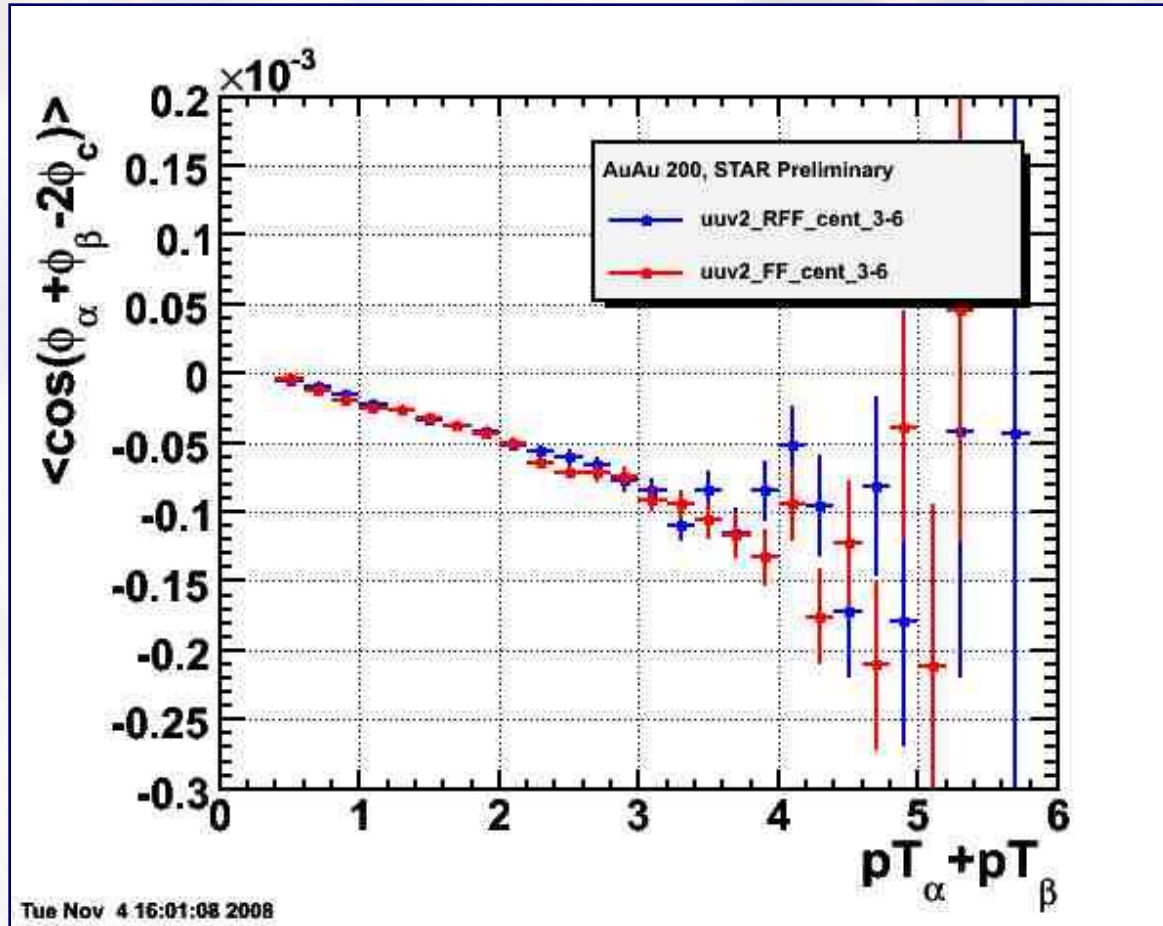 ×10⁻³
<cos(ϕα +ϕβ -2ϕc)>
0.2
0.15
0.1
0.05
0
-0.05
-0.1
-0.15
-0.2
-0.25
-0.3
AuAu 200, STAR Preliminary
uuv2_RFF_cent_3-6
uuv2_FF_cent_3-6
0 1 2 3 4 5 6
pTα+pTβ
Tue Nov 4 16:01:08 2008